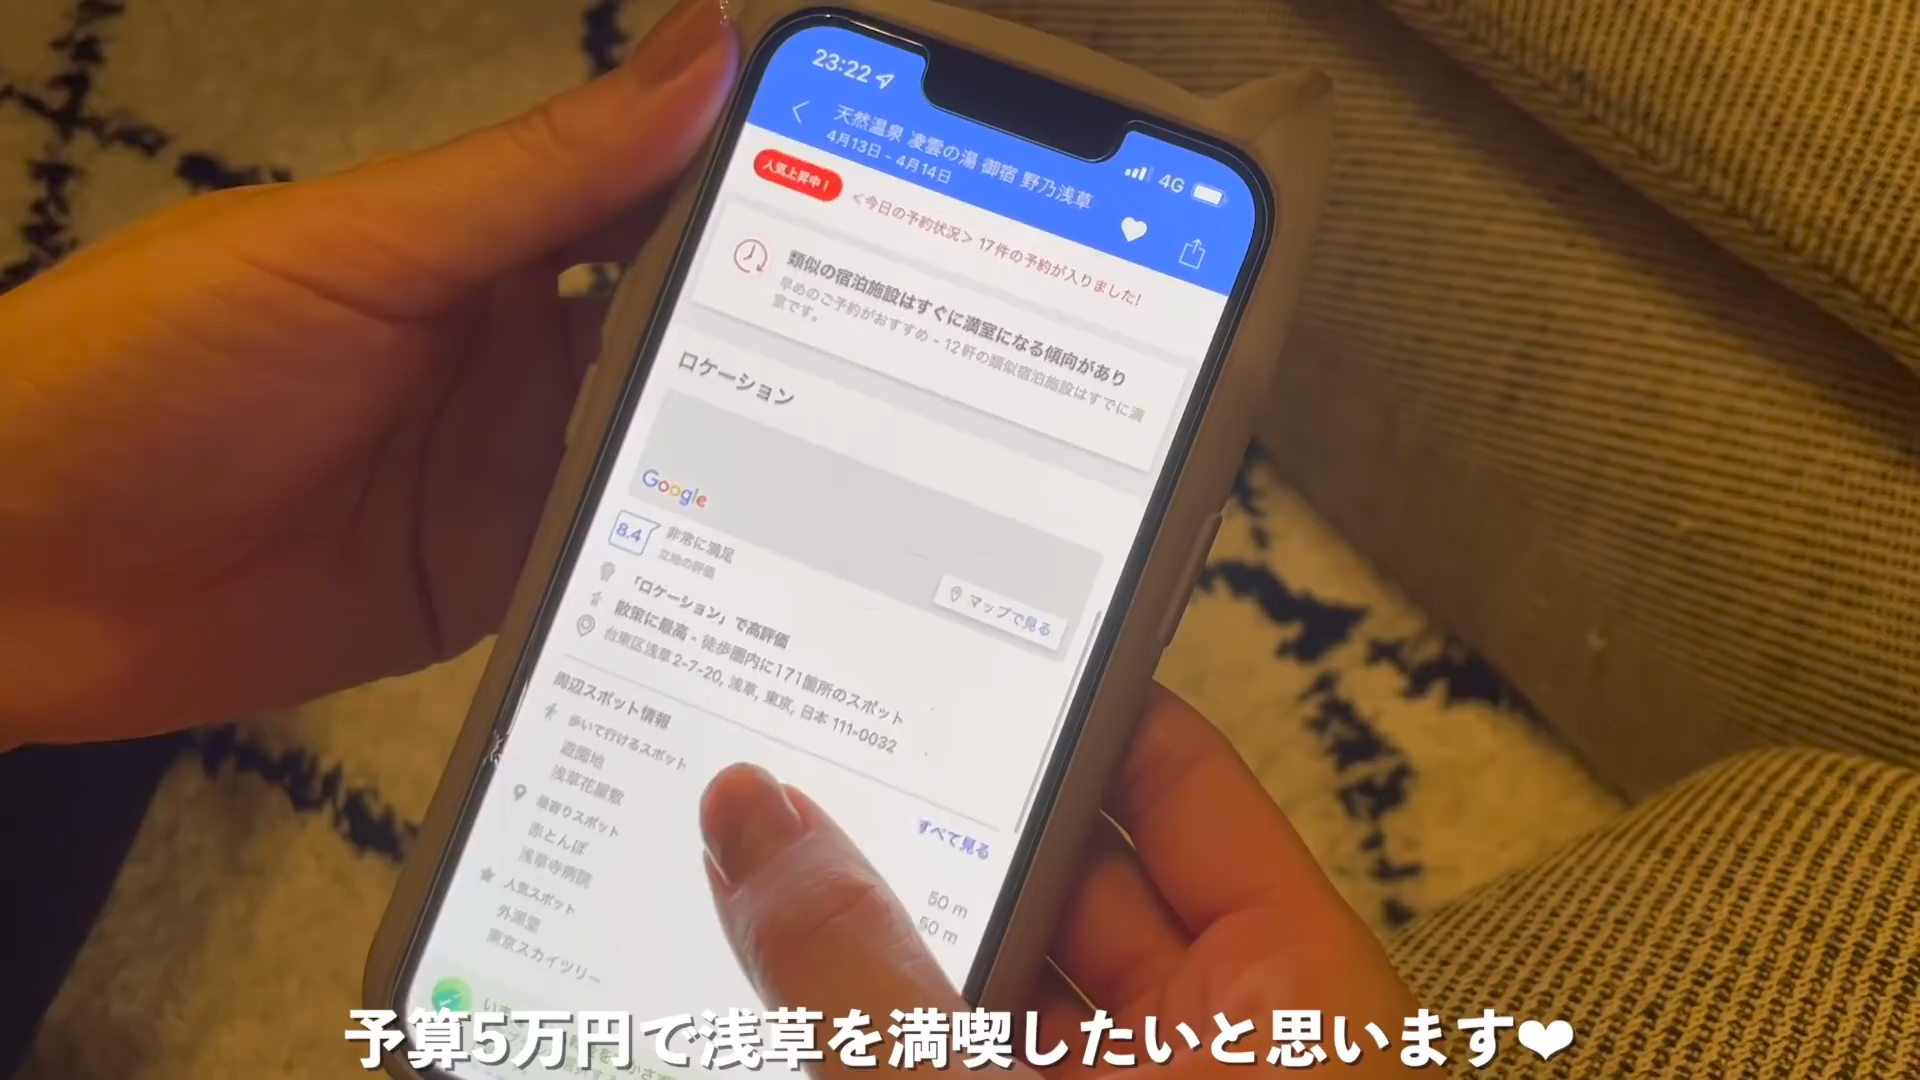 23:22
4G
天然温泉 凌雲の湯 御宿 野乃浅草
4月13日 - 4月14日
人気上昇中！
＜今日の予約状況＞ 17件の予約が入りました!
類似の宿泊施設はすぐに満室になる傾向があり
早めのご予約がおすすめ - 12軒の類似宿泊施設はすでに満
室です。
ロケーション
Google
マップで見る
8.4
非常に満足
立地の評価
「ロケーション」で高評価
散策に最高 - 徒歩圏内に171箇所のスポット
台東区浅草2-7-20, 浅草, 東京, 日本 111-0032
周辺スポット情報
すべて見る
歩いて行けるスポット
遊園地
浅草花屋敷
最寄りスポット
赤とんぼ
50 m
浅草寺病院
50 m
人気スポット
東京スカイツリー
予算5万円で浅草を満喫したいと思います❤